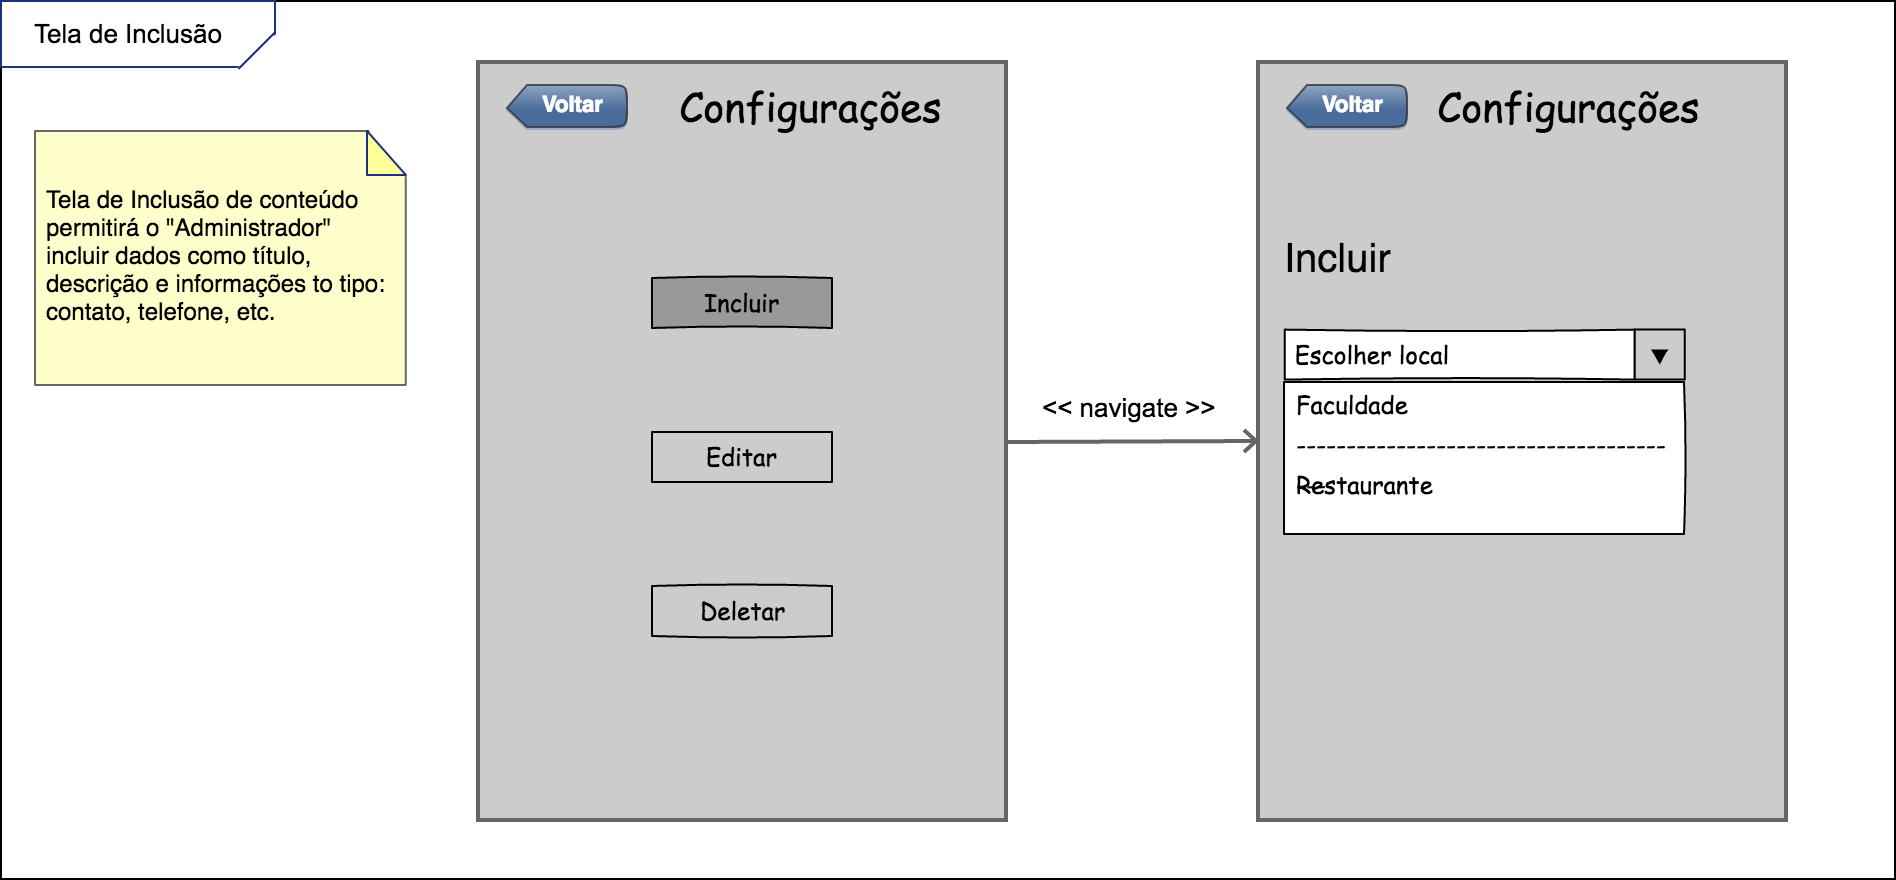 Tela de Inclusão
Tela de Inclusão de conteúdo
permitirá o "Administrador"
incluir dados como título,
descrição e informações to tipo:
contato, telefone, etc.
Voltar
Configurações
Incluir
Editar
Deletar
<< navigate >>
Voltar
Configurações
Incluir
Escolher local
▼
Faculdade
-------------------------------------
Restaurante